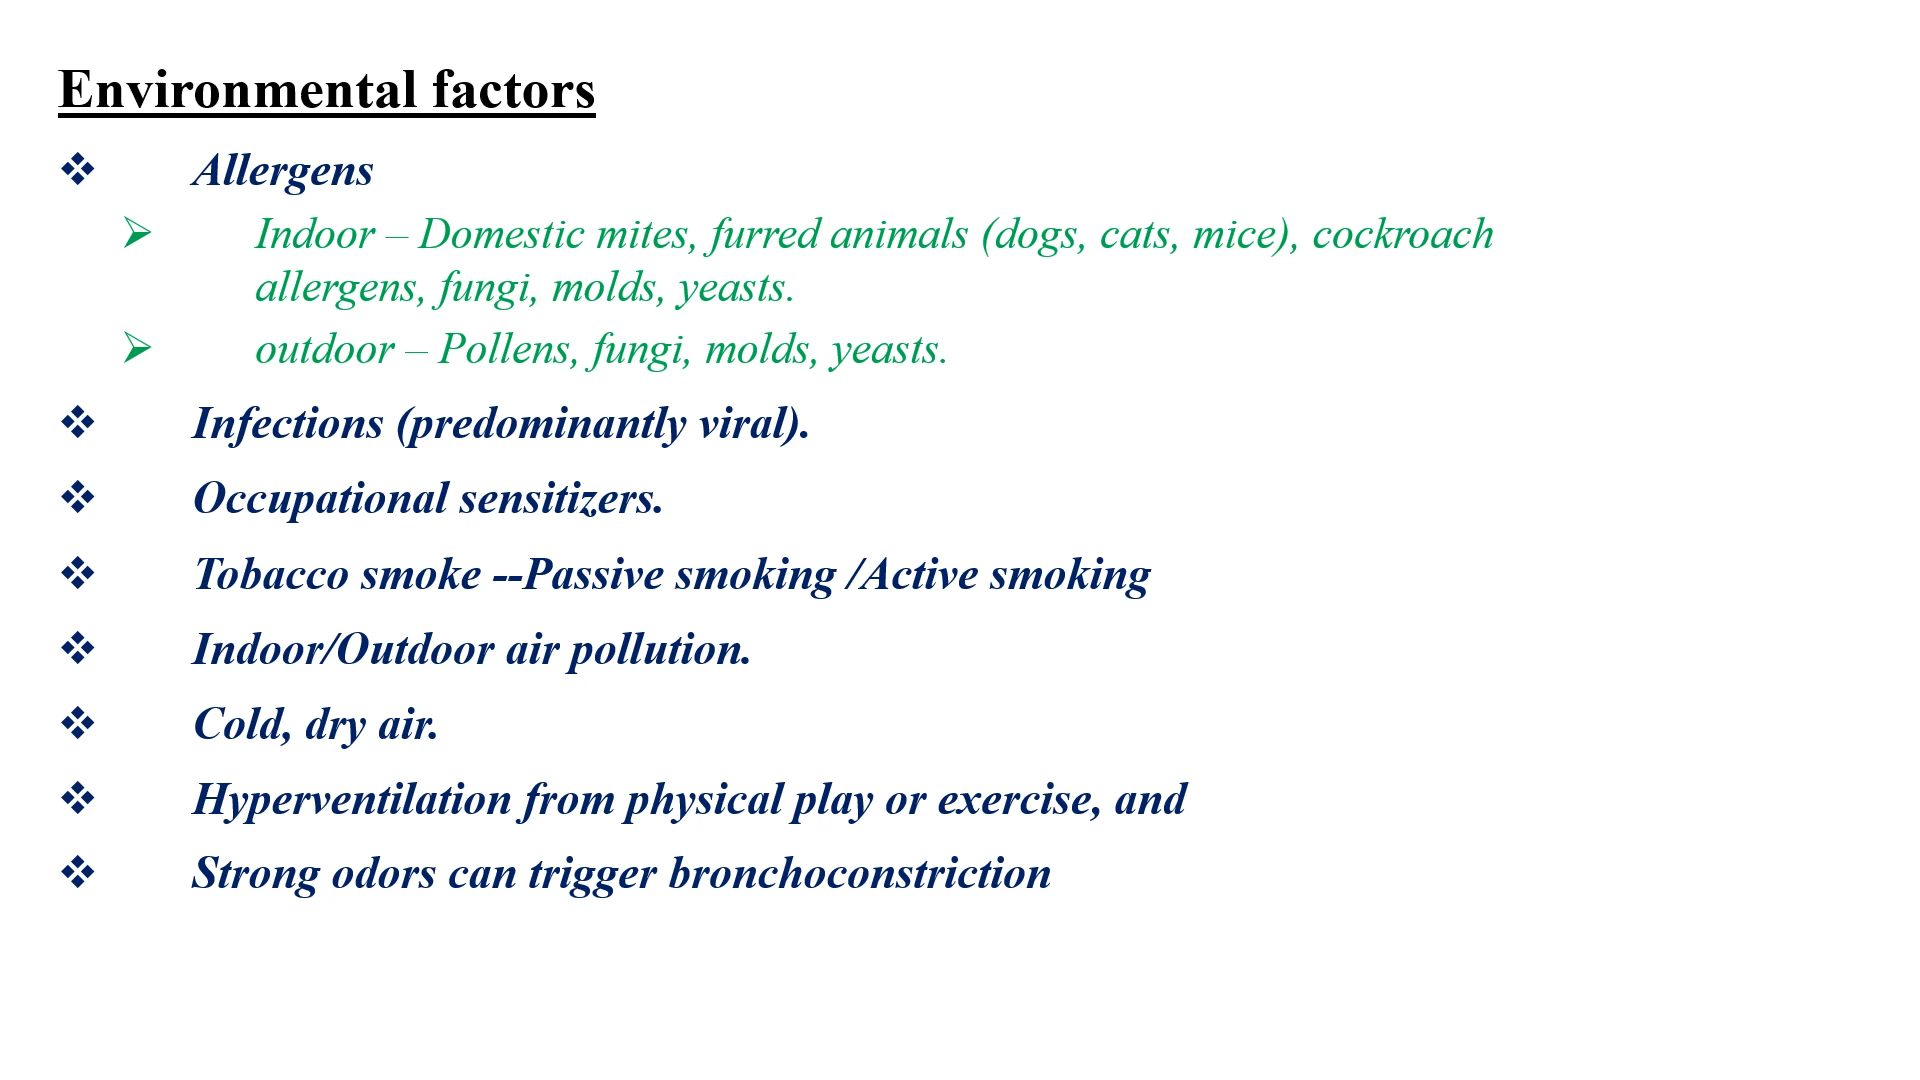 Environmental factors
❖ Allergens
➢ Indoor – Domestic mites, furred animals (dogs, cats, mice), cockroach
allergens, fungi, molds, yeasts.
➢ outdoor – Pollens, fungi, molds, yeasts.
❖ Infections (predominantly viral).
❖ Occupational sensitizers.
❖ Tobacco smoke --Passive smoking /Active smoking
❖ Indoor/Outdoor air pollution.
❖ Cold, dry air.
❖ Hyperventilation from physical play or exercise, and
❖ Strong odors can trigger bronchoconstriction